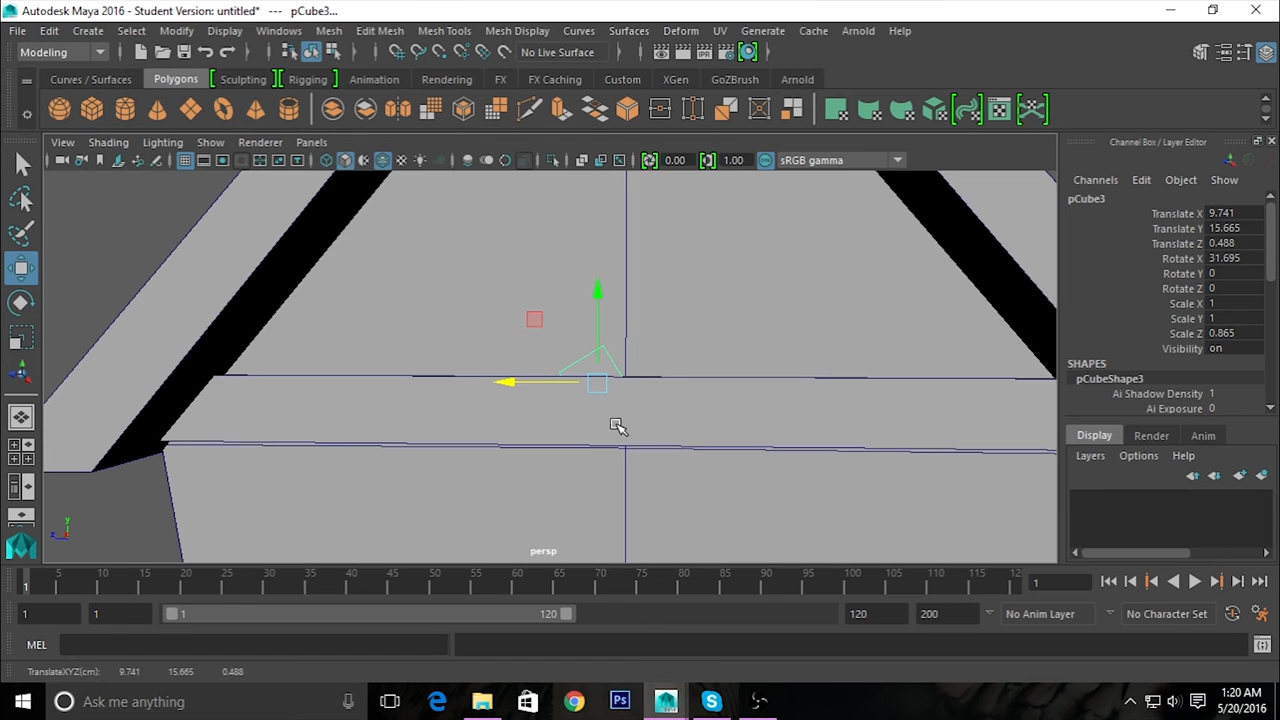 Autodesk Maya 2016 - Student Version: untitled*   ---   pCube3...
File Edit Create Select Modify Display Windows Mesh Edit Mesh Mesh Tools Mesh Display Curves Surfaces Deform UV Generate Cache Arnold Help
Modeling No Live Surface IPR
Curves / Surfaces Polygons Sculpting Rigging Animation Rendering FX FX Caching Custom XGen GoZBrush Arnold
View Shading Lighting Show Renderer Panels
0.00 1.00 sRGB gamma
Channel Box / Layer Editor
Channels Edit Object Show
pCube3
Translate X 9.741
Translate Y 15.665
Translate Z 0.488
Rotate X 31.695
Rotate Y 0
Rotate Z 0
Scale X 1
Scale Y 1
Scale Z 0.865
Visibility on
SHAPES
pCubeShape3
Ai Shadow Density 1
Ai Exposure 0
Display Render Anim
Layers Options Help
y
z
persp
1 5 10 15 20 25 30 35 40 45 50 55 60 65 70 75 80 85 90 95 100 105 110 115 12 1
1 1 1 120 120 200 No Anim Layer No Character Set
MEL
TranslateXYZ(cm): 9.741 15.665 0.488
Ask me anything
Ps
1:20 AM
5/20/2016